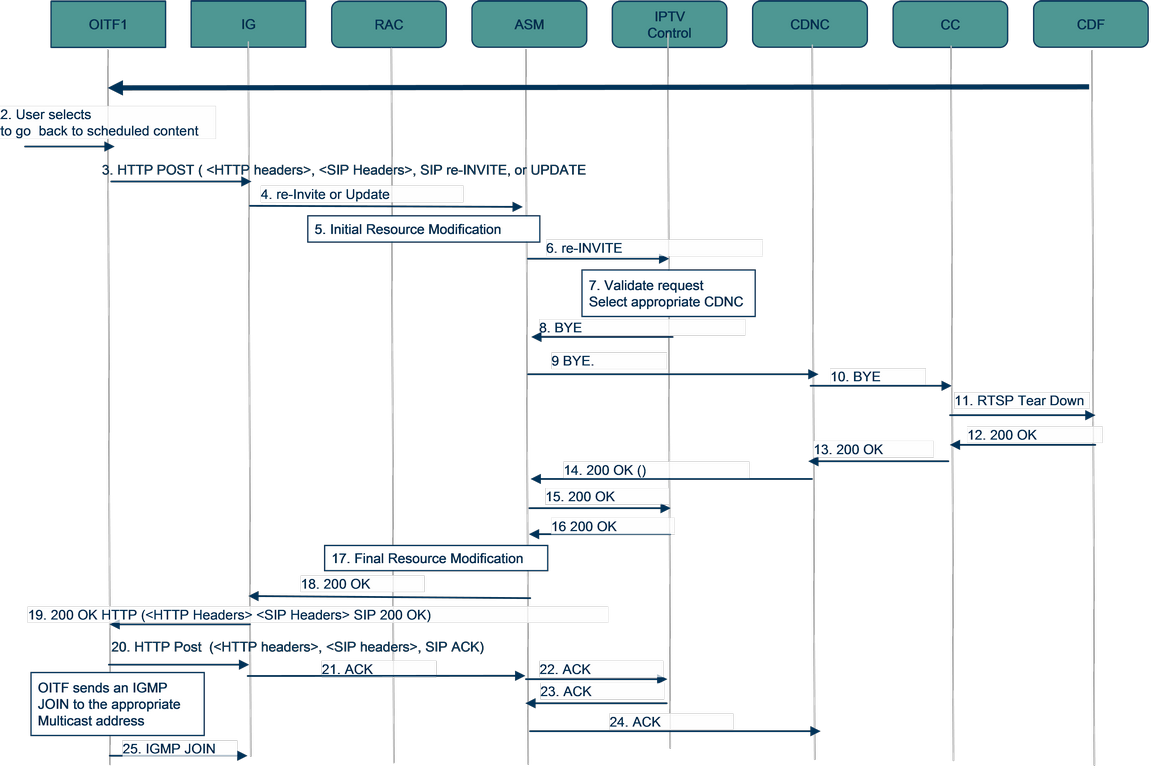 OITF1
IG
RAC
ASM
IPTV
Control
CDNC
CC
CDF
2. User selects
to go  back to scheduled content
3. HTTP POST ( <HTTP headers>, <SIP Headers>, SIP re-INVITE, or UPDATE
4. re-Invite or Update
5. Initial Resource Modification
6. re-INVITE
7. Validate request
Select appropriate CDNC
8. BYE
9 BYE.
10. BYE
11. RTSP Tear Down
12. 200 OK
13. 200 OK
14. 200 OK ()
15. 200 OK
16 200 OK
17. Final Resource Modification
18. 200 OK
19. 200 OK HTTP (<HTTP Headers> <SIP Headers> SIP 200 OK)
20. HTTP Post  (<HTTP headers>, <SIP headers>, SIP ACK)
21. ACK
22. ACK
23. ACK
OITF sends an IGMP
JOIN to the appropriate
Multicast address
24. ACK
25. IGMP JOIN